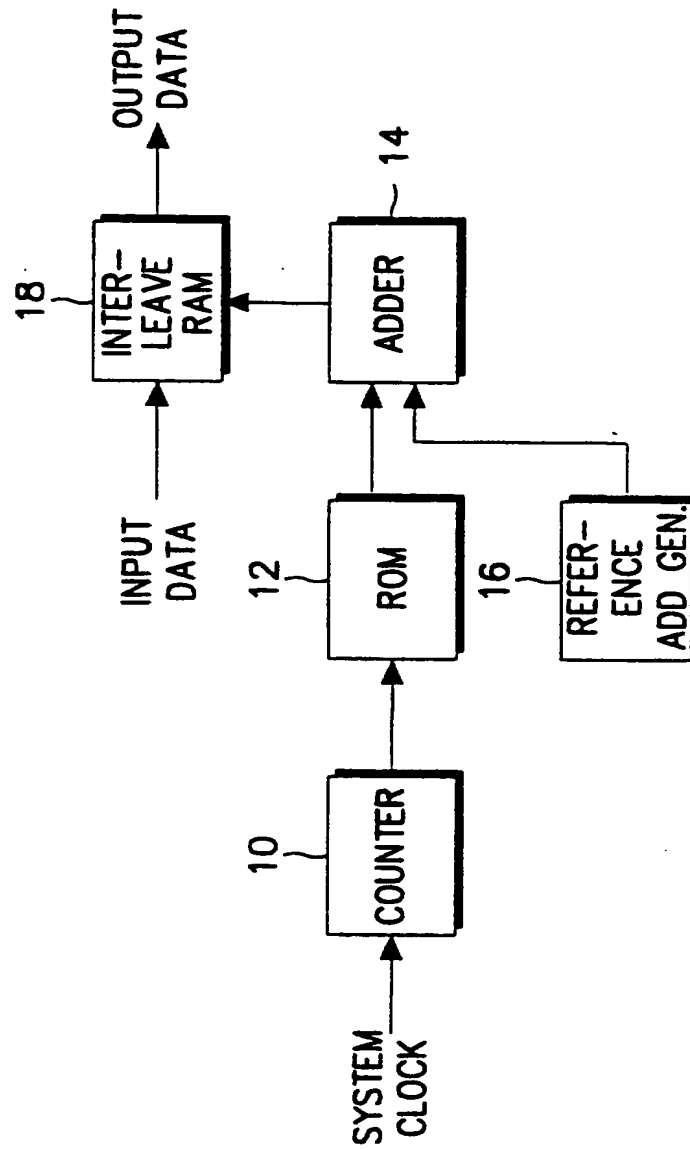 18
INTER-
LEAVE
RAM
OUTPUT
DATA
INPUT
DATA
14
ADDER
12
ROM
10
COUNTER
SYSTEM
CLOCK
16
REFER-
ENCE
ADD GEN.